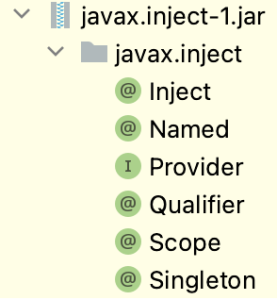 javax.inject-1.jar
javax.inject
@ Inject
@ Named
I Provider
@ Qualifier
@ Scope
@ Singleton